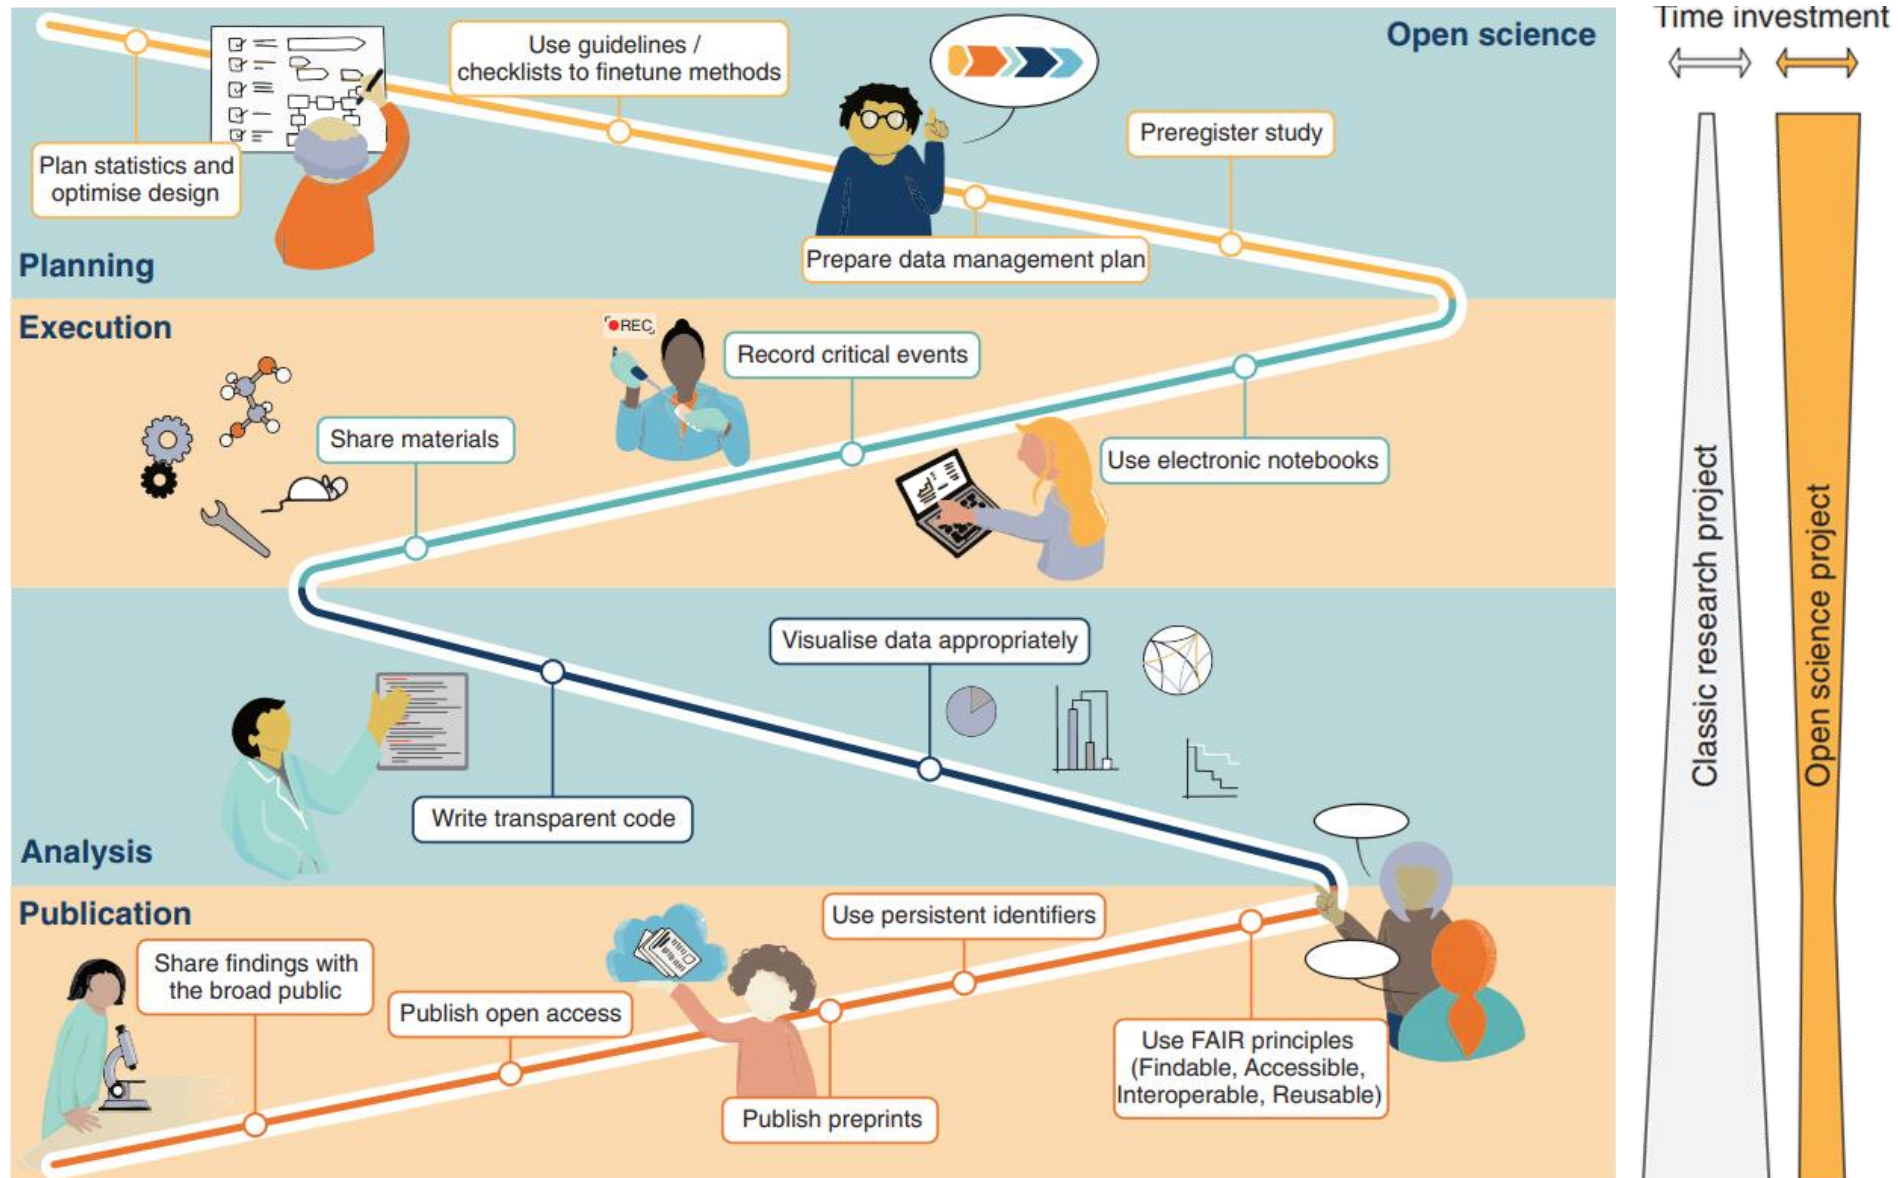 Open science
Time investment
Plan statistics and
optimise design
Use guidelines /
checklists to finetune methods
Prepare data management plan
Preregister study
Planning
Execution
REC
Use electronic notebooks
Record critical events
Share materials
Write transparent code
Visualise data appropriately
Analysis
Publication
Use FAIR principles
(Findable, Accessible,
Interoperable, Reusable)
Use persistent identifiers
Publish preprints
Publish open access
Share findings with
the broad public
Classic research project
Open science project